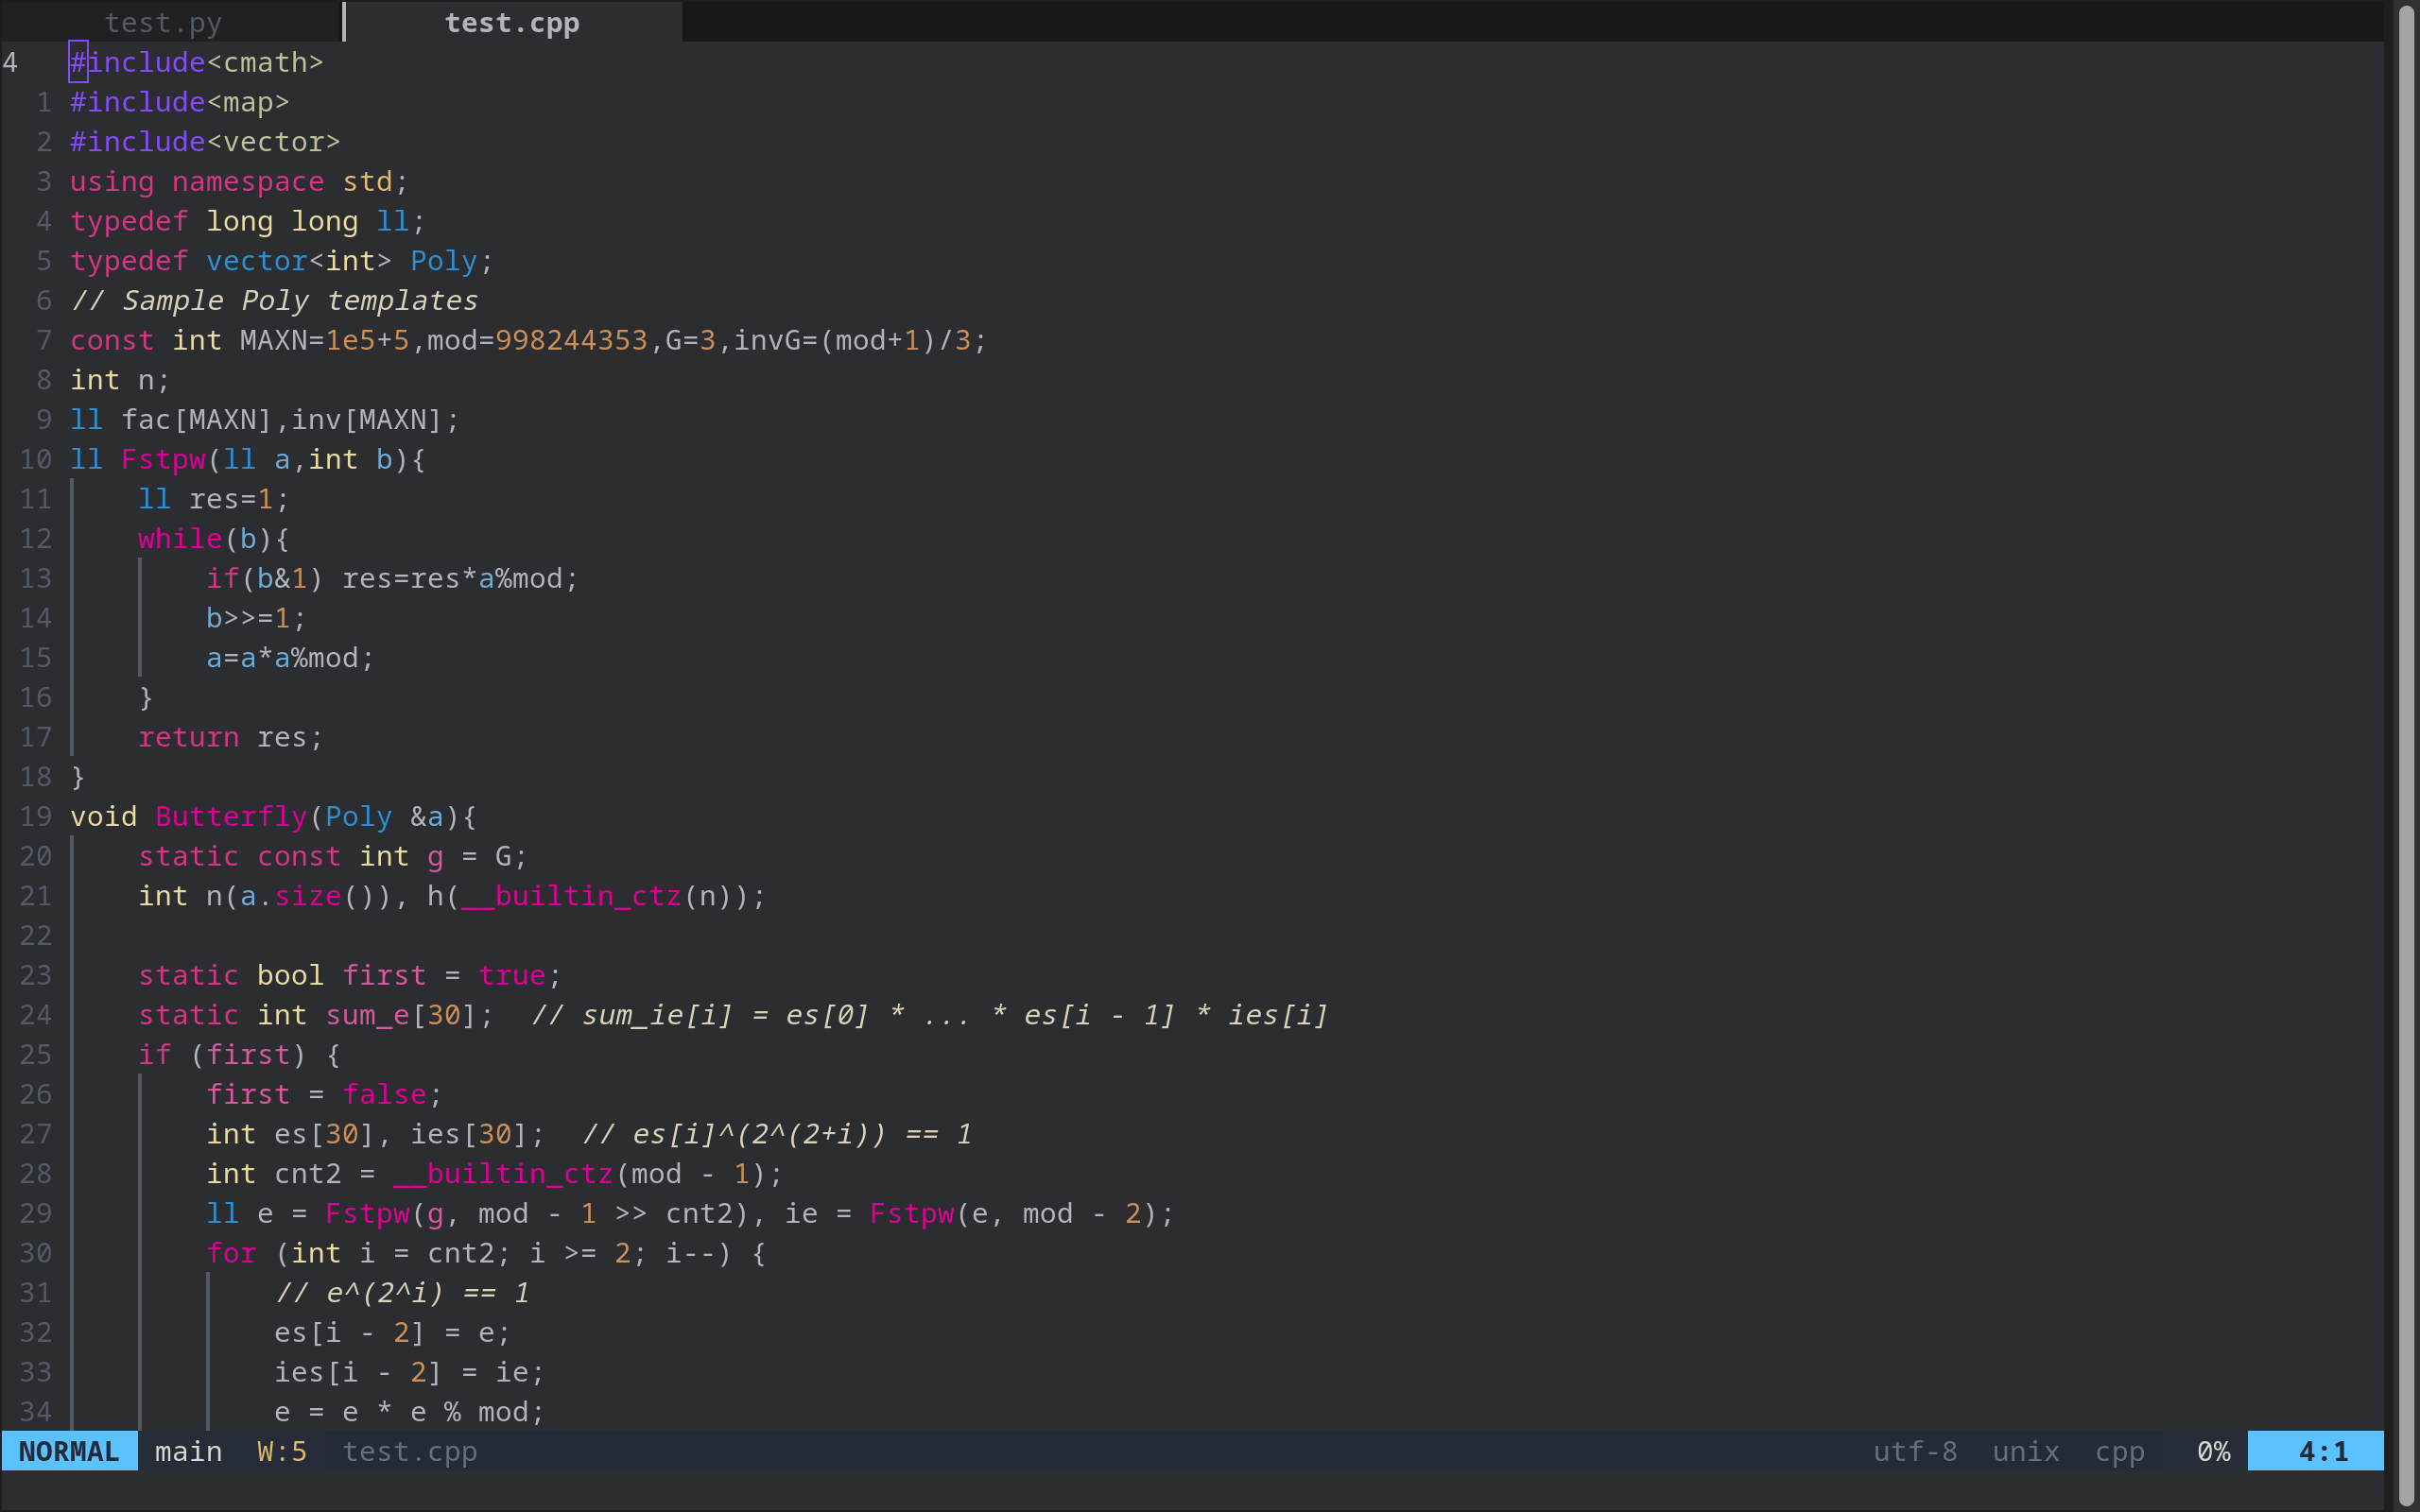 test.py test.cpp
4 #include<cmath>
1 #include<map>
2 #include<vector>
3 using namespace std;
4 typedef long long ll;
5 typedef vector<int> Poly;
6 // Sample Poly templates
7 const int MAXN=1e5+5,mod=998244353,G=3,invG=(mod+1)/3;
8 int n;
9 ll fac[MAXN],inv[MAXN];
10 ll Fstpw(ll a,int b){
11     ll res=1;
12     while(b){
13         if(b&1) res=res*a%mod;
14         b>>=1;
15         a=a*a%mod;
16     }
17     return res;
18 }
19 void Butterfly(Poly &a){
20     static const int g = G;
21     int n(a.size()), h(__builtin_ctz(n));
22
23     static bool first = true;
24     static int sum_e[30];  // sum_ie[i] = es[0] * ... * es[i - 1] * ies[i]
25     if (first) {
26         first = false;
27         int es[30], ies[30];  // es[i]^(2^(2+i)) == 1
28         int cnt2 = __builtin_ctz(mod - 1);
29         ll e = Fstpw(g, mod - 1 >> cnt2), ie = Fstpw(e, mod - 2);
30         for (int i = cnt2; i >= 2; i--) {
31             // e^(2^i) == 1
32             es[i - 2] = e;
33             ies[i - 2] = ie;
34             e = e * e % mod;
NORMAL main W:5 test.cpp utf-8 unix cpp 0% 4:1